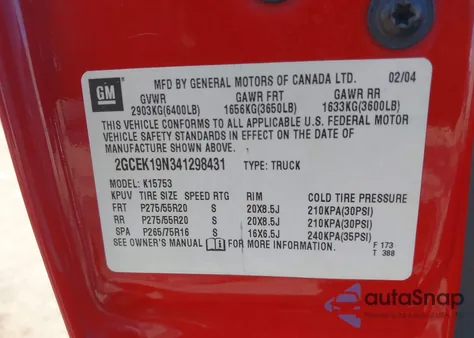 GM
MFD BY GENERAL MOTORS OF CANADA LTD. 02/04
GVWR GAWR FRT GAWR RR
2903KG(6400LB) 1656KG(3650LB) 1633KG(3600LB)
THIS VEHICLE CONFORMS TO ALL APPLICABLE U.S. FEDERAL MOTOR
VEHICLE SAFETY STANDARDS IN EFFECT ON THE DATE OF
MANUFACTURE SHOWN ABOVE.
2GCEK19N341298431 TYPE: TRUCK
MODEL: K15753
KPUV TIRE SIZE SPEED RTG RIM COLD TIRE PRESSURE
FRT P275/55R20 S 20X8.5J 210KPA(30PSI)
RR P275/55R20 S 20X8.5J 210KPA(30PSI)
SPA P265/75R16 S 16X6.5J 240KPA(35PSI)
SEE OWNER'S MANUAL FOR MORE INFORMATION
F 173
T 388
autoSnap